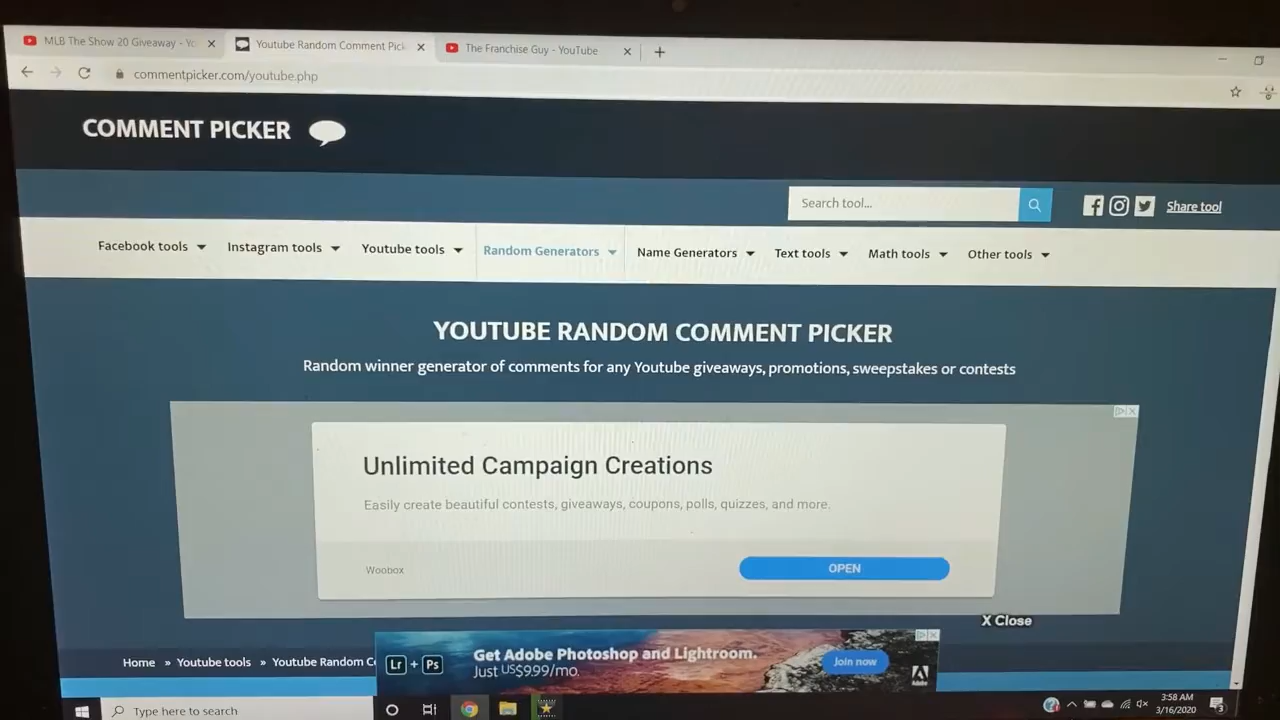 MLB The Show 20 Giveaway - Yo
Youtube Random Comment Pick
The Franchise Guy - YouTube
commentpicker.com/youtube.php
COMMENT PICKER
Search tool...
Share tool
Facebook tools
Instagram tools
Youtube tools
Random Generators
Name Generators
Text tools
Math tools
Other tools
YOUTUBE RANDOM COMMENT PICKER
Random winner generator of comments for any Youtube giveaways, promotions, sweepstakes or contests
Unlimited Campaign Creations
Easily create beautiful contests, giveaways, coupons, polls, quizzes, and more.
Woobox
OPEN
X Close
Home » Youtube tools » Youtube Random C
Lr + Ps
Get Adobe Photoshop and Lightroom.
Just US$9.99/mo.
Join now
Adobe
Type here to search
3:58 AM
3/16/2020
3